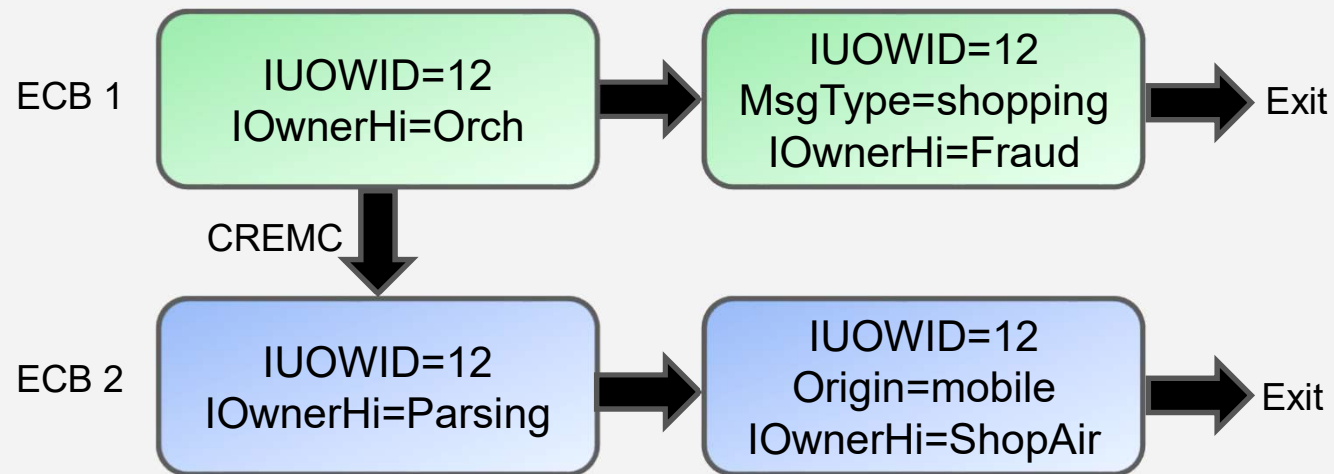 ECB 1
IUOWID=12
IOwnerHi=Orch
IUOWID=12
MsgType=shopping
IOwnerHi=Fraud
Exit
CREMC
ECB 2
IUOWID=12
IOwnerHi=Parsing
IUOWID=12
Origin=mobile
IOwnerHi=ShopAir
Exit